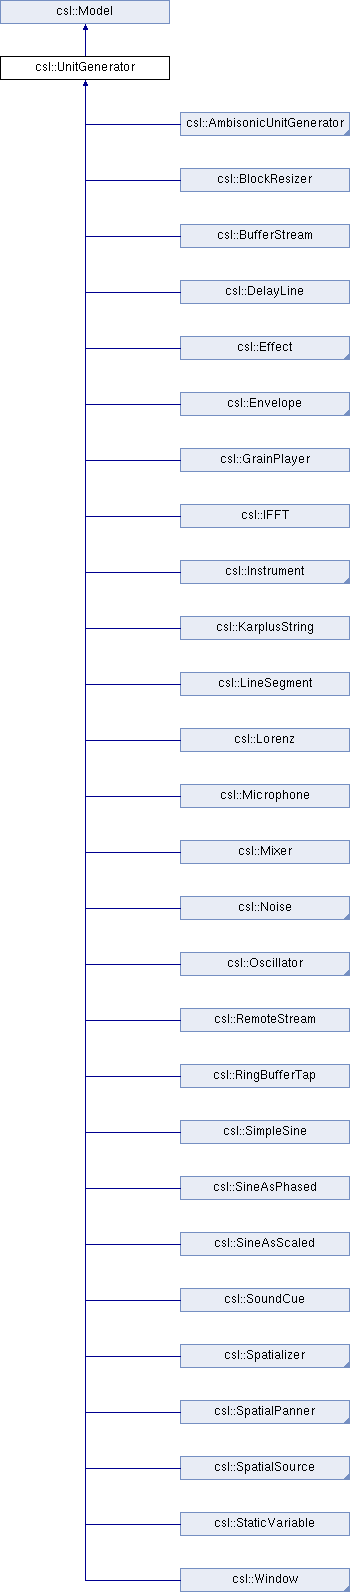 csl::Model
csl::UnitGenerator
csl::AmbisonicUnitGenerator
csl::BlockResizer
csl::BufferStream
csl::DelayLine
csl::Effect
csl::Envelope
csl::GrainPlayer
csl::IFFT
csl::Instrument
csl::KarplusString
csl::LineSegment
csl::Lorenz
csl::Microphone
csl::Mixer
csl::Noise
csl::Oscillator
csl::RemoteStream
csl::RingBufferTap
csl::SimpleSine
csl::SineAsPhased
csl::SineAsScaled
csl::SoundCue
csl::Spatializer
csl::SpatialPanner
csl::SpatialSource
csl::StaticVariable
csl::Window